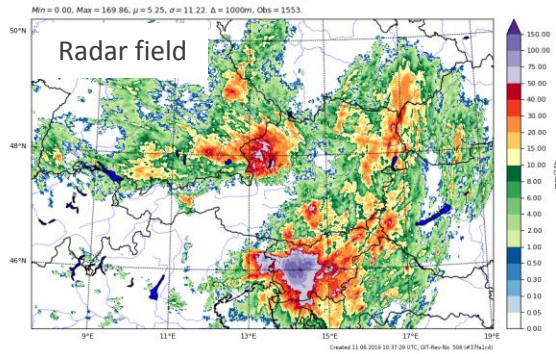 Min = 0.00, Max = 169.86, μ = 5.25, σ = 11.22. Δ = 1000m, Obs = 1553.
Radar field
50°N
48°N
46°N
9°E 11°E 13°E 15°E 17°E 19°E
150.00
100.00
75.00
50.00
40.00
30.00
20.00
15.00
10.00
8.00
6.00
4.00
2.00
1.00
0.50
0.30
0.10
0.05
0.00
Created 11.06.2019 10:37:29 UTC, GIT-Rev-No. 506 (#37fa1cd)